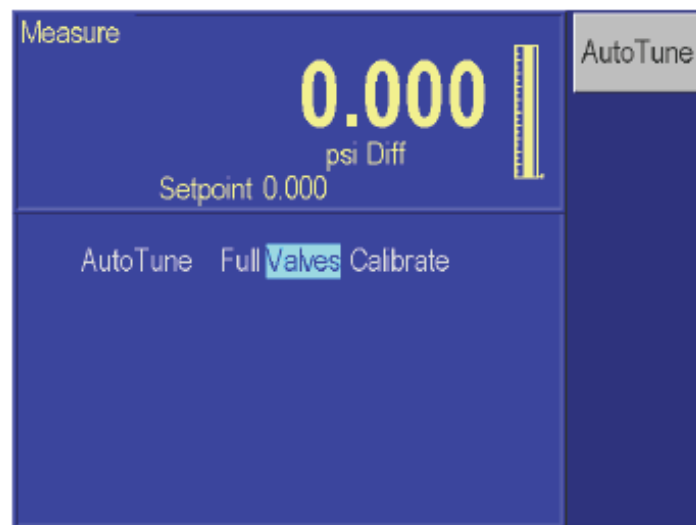 Measure
AutoTune
0.000
psi Diff
Setpoint 0.000
AutoTune Full Valves Calibrate